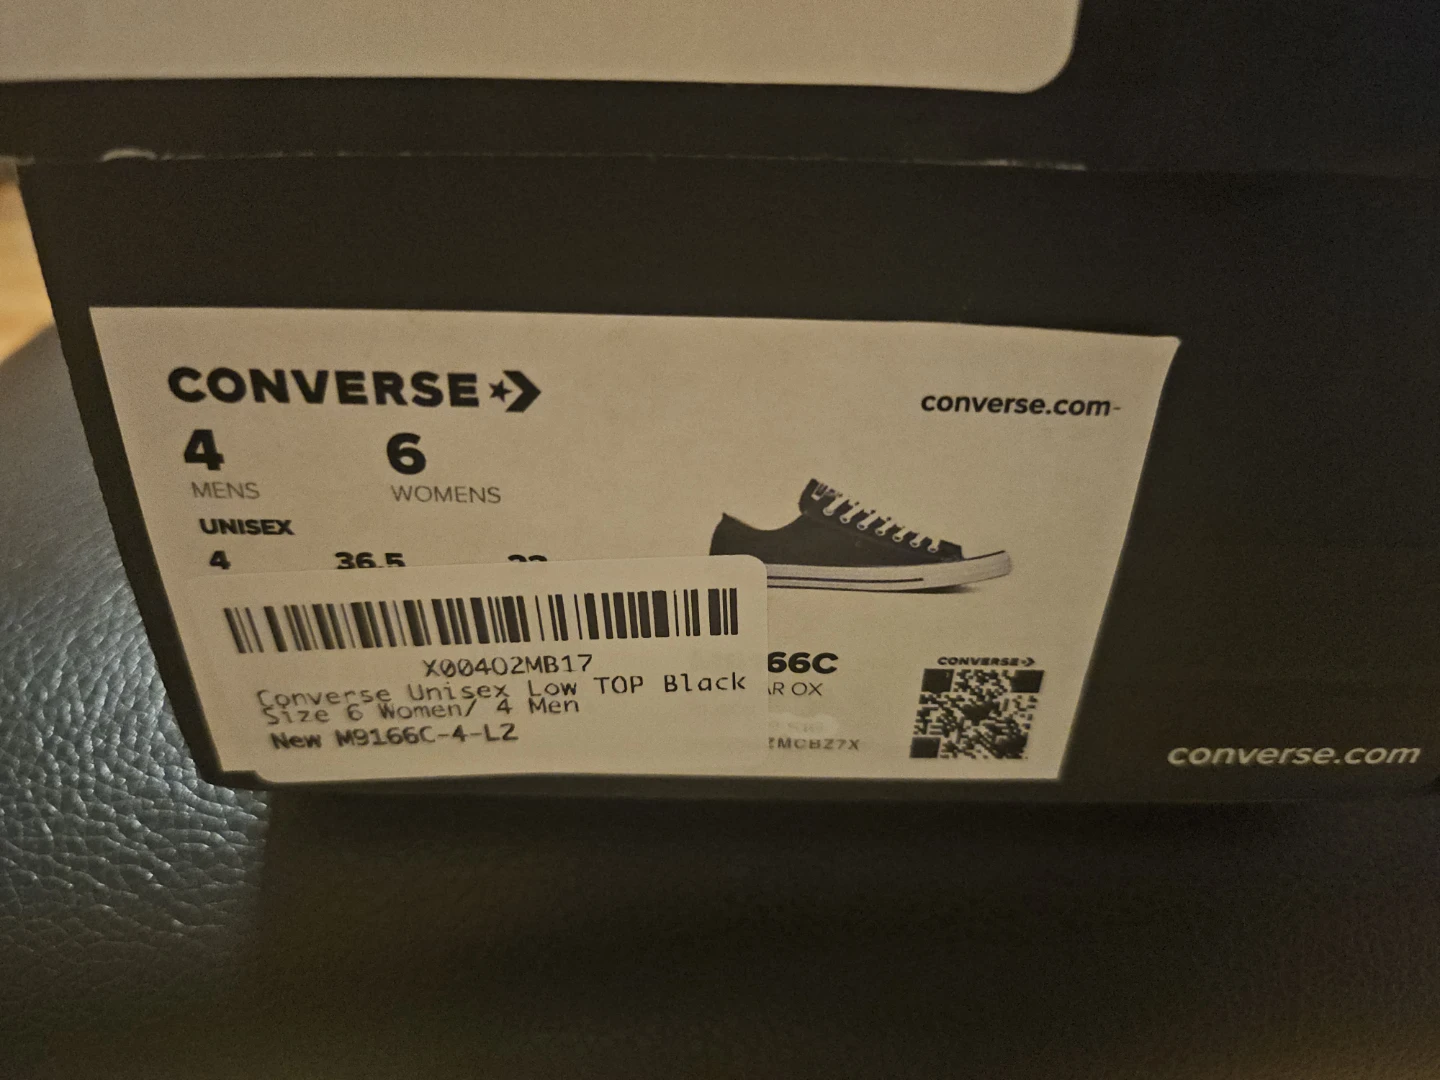 CONVERSE
converse.com
4 6
MENS WOMENS
UNISEX
4 36.5
X00402MB17
Converse Unisex Low TOP Black
Size 6 Women/ 4 Men
New M9166C-4-L2
66C
AR OX
MCBZ7X
CONVERSE
converse.com